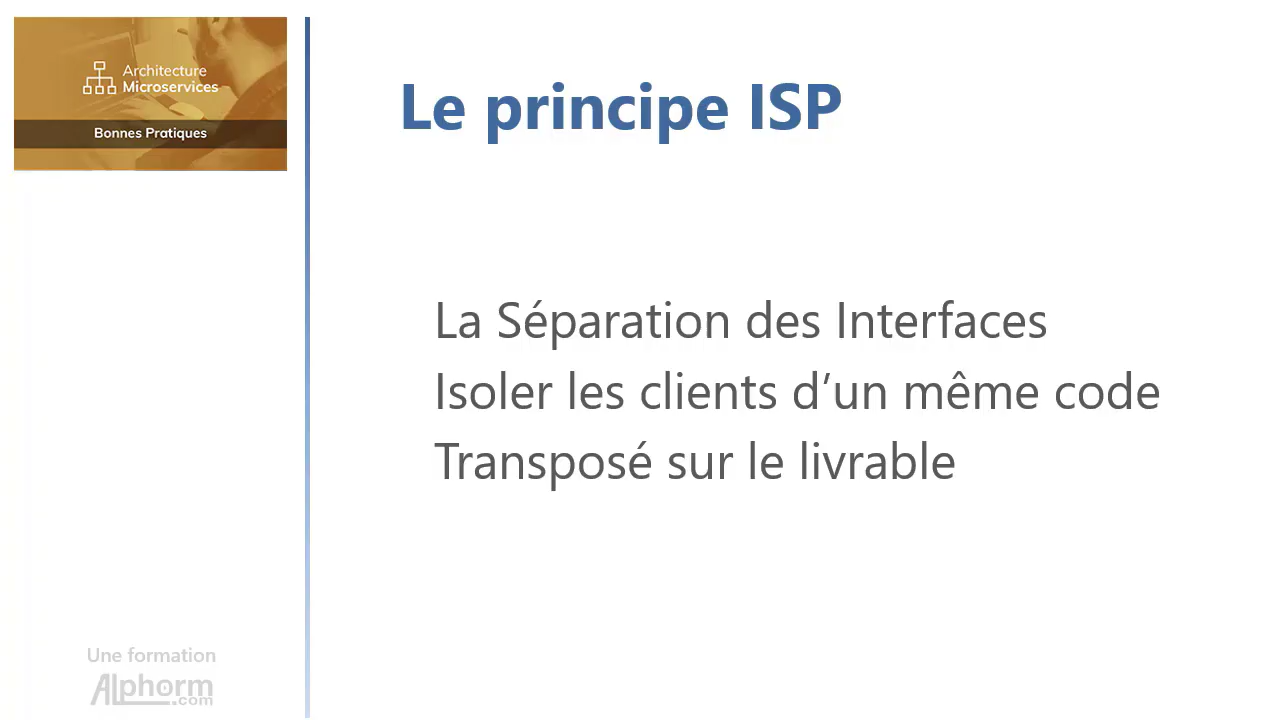 Architecture
Microservices
Bonnes Pratiques
Le principe ISP
La Séparation des Interfaces
Isoler les clients d’un même code
Transposé sur le livrable
Une formation
Alphorm
.com